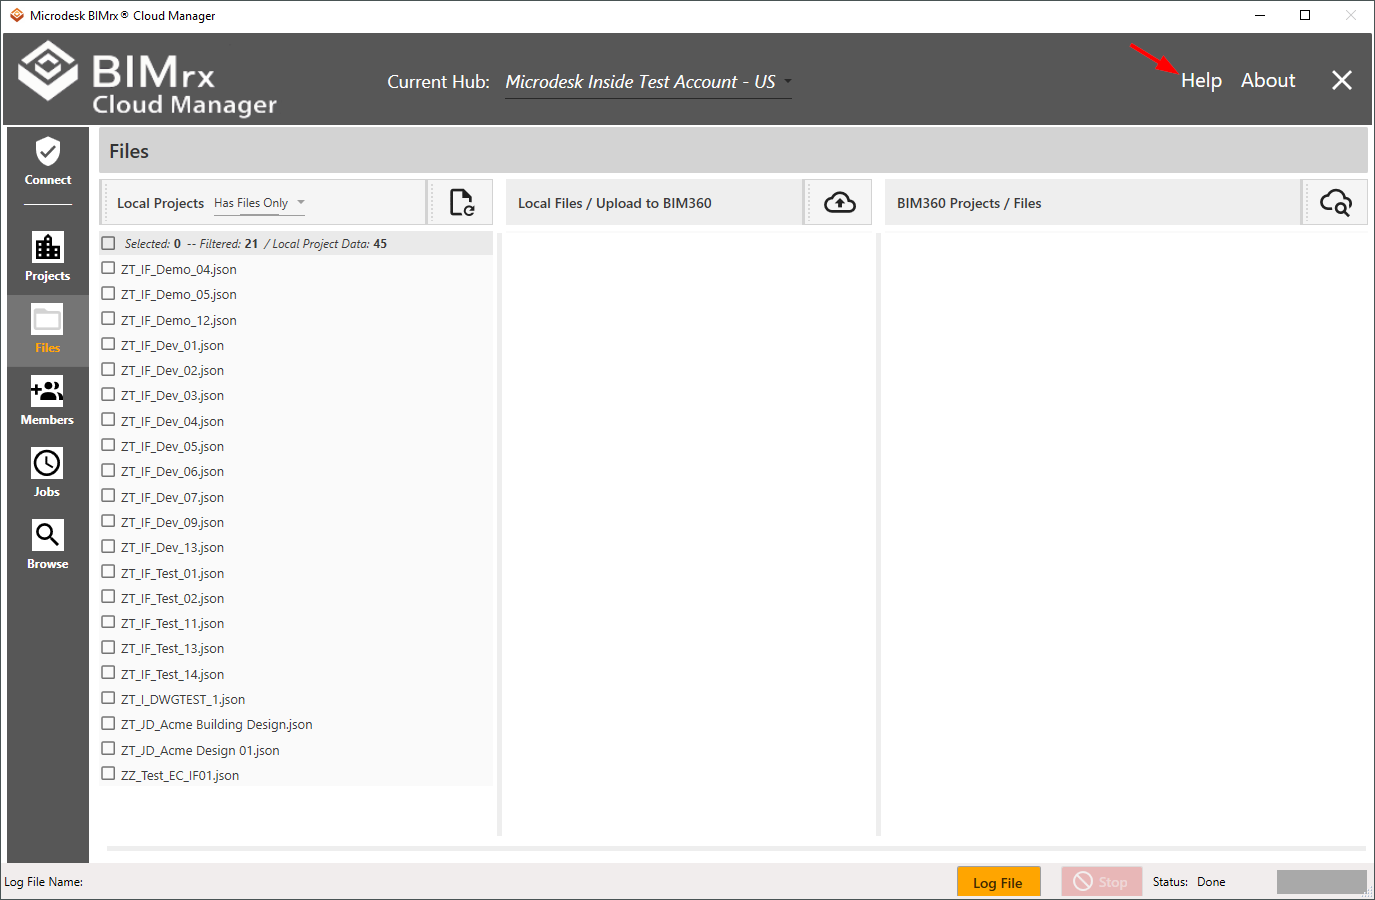 Microdesk BIMrx® Cloud Manager
BIMrx
Cloud Manager
Current Hub: Microdesk Inside Test Account - US
Help About
Connect
Projects
Files
Members
Jobs
Browse
Files
Local Projects Has Files Only
Local Files / Upload to BIM360
BIM360 Projects / Files
Selected: 0 -- Filtered: 21 / Local Project Data: 45
ZT_IF_Demo_04.json
ZT_IF_Demo_05.json
ZT_IF_Demo_12.json
ZT_IF_Dev_01.json
ZT_IF_Dev_02.json
ZT_IF_Dev_03.json
ZT_IF_Dev_04.json
ZT_IF_Dev_05.json
ZT_IF_Dev_06.json
ZT_IF_Dev_07.json
ZT_IF_Dev_09.json
ZT_IF_Dev_13.json
ZT_IF_Test_01.json
ZT_IF_Test_02.json
ZT_IF_Test_11.json
ZT_IF_Test_13.json
ZT_IF_Test_14.json
ZT_I_DWGTEST_1.json
ZT_JD_Acme Building Design.json
ZT_JD_Acme Design 01.json
ZZ_Test_EC_IF01.json
Log File Name:
Log File
Stop
Status: Done